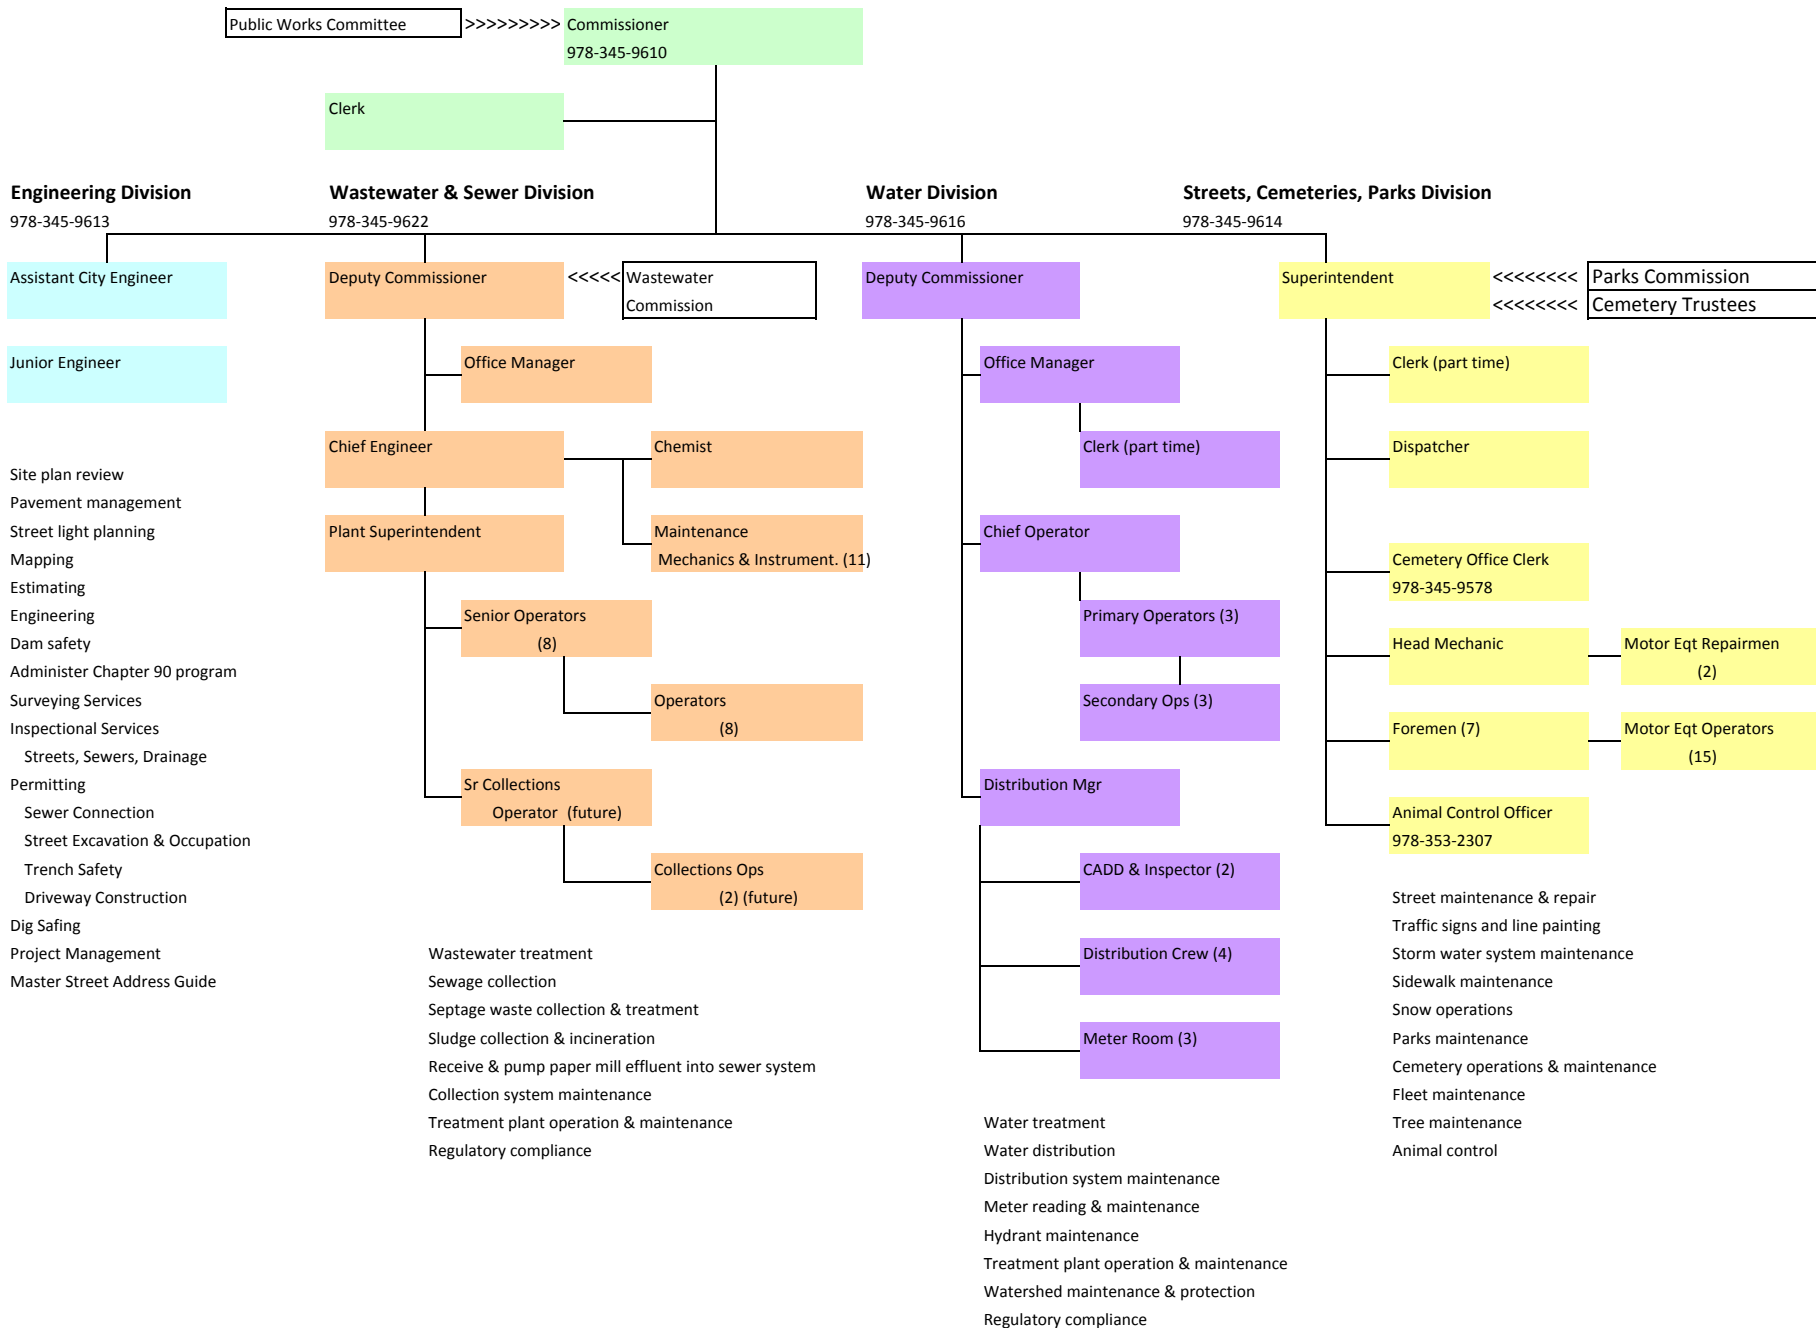 Public Works Committee
>>>>>>>>>
Commissioner
978-345-9610
Clerk
Engineering Division
978-345-9613
Assistant City Engineer
Junior Engineer
Site plan review
Pavement management
Street light planning
Mapping
Estimating
Engineering
Dam safety
Administer Chapter 90 program
Surveying Services
Inspectional Services
Streets, Sewers, Drainage
Permitting
Sewer Connection
Street Excavation & Occupation
Trench Safety
Driveway Construction
Dig Safing
Project Management
Master Street Address Guide
Wastewater & Sewer Division
978-345-9622
Deputy Commissioner
<<<<<
Wastewater
Commission
Office Manager
Chief Engineer
Chemist
Plant Superintendent
Maintenance
Mechanics & Instrument. (11)
Senior Operators
(8)
Operators
(8)
Sr Collections
Operator (future)
Collections Ops
(2) (future)
Wastewater treatment
Sewage collection
Septage waste collection & treatment
Sludge collection & incineration
Receive & pump paper mill effluent into sewer system
Collection system maintenance
Treatment plant operation & maintenance
Regulatory compliance
Water Division
978-345-9616
Deputy Commissioner
Office Manager
Clerk (part time)
Chief Operator
Primary Operators (3)
Secondary Ops (3)
Distribution Mgr
CADD & Inspector (2)
Distribution Crew (4)
Meter Room (3)
Water treatment
Water distribution
Distribution system maintenance
Meter reading & maintenance
Hydrant maintenance
Treatment plant operation & maintenance
Watershed maintenance & protection
Regulatory compliance
Streets, Cemeteries, Parks Division
978-345-9614
Superintendent
<<<<<<<<
Parks Commission
<<<<<<<<
Cemetery Trustees
Clerk (part time)
Dispatcher
Cemetery Office Clerk
978-345-9578
Head Mechanic
Motor Eqt Repairmen
(2)
Foremen (7)
Motor Eqt Operators
(15)
Animal Control Officer
978-353-2307
Street maintenance & repair
Traffic signs and line painting
Storm water system maintenance
Sidewalk maintenance
Snow operations
Parks maintenance
Cemetery operations & maintenance
Fleet maintenance
Tree maintenance
Animal control